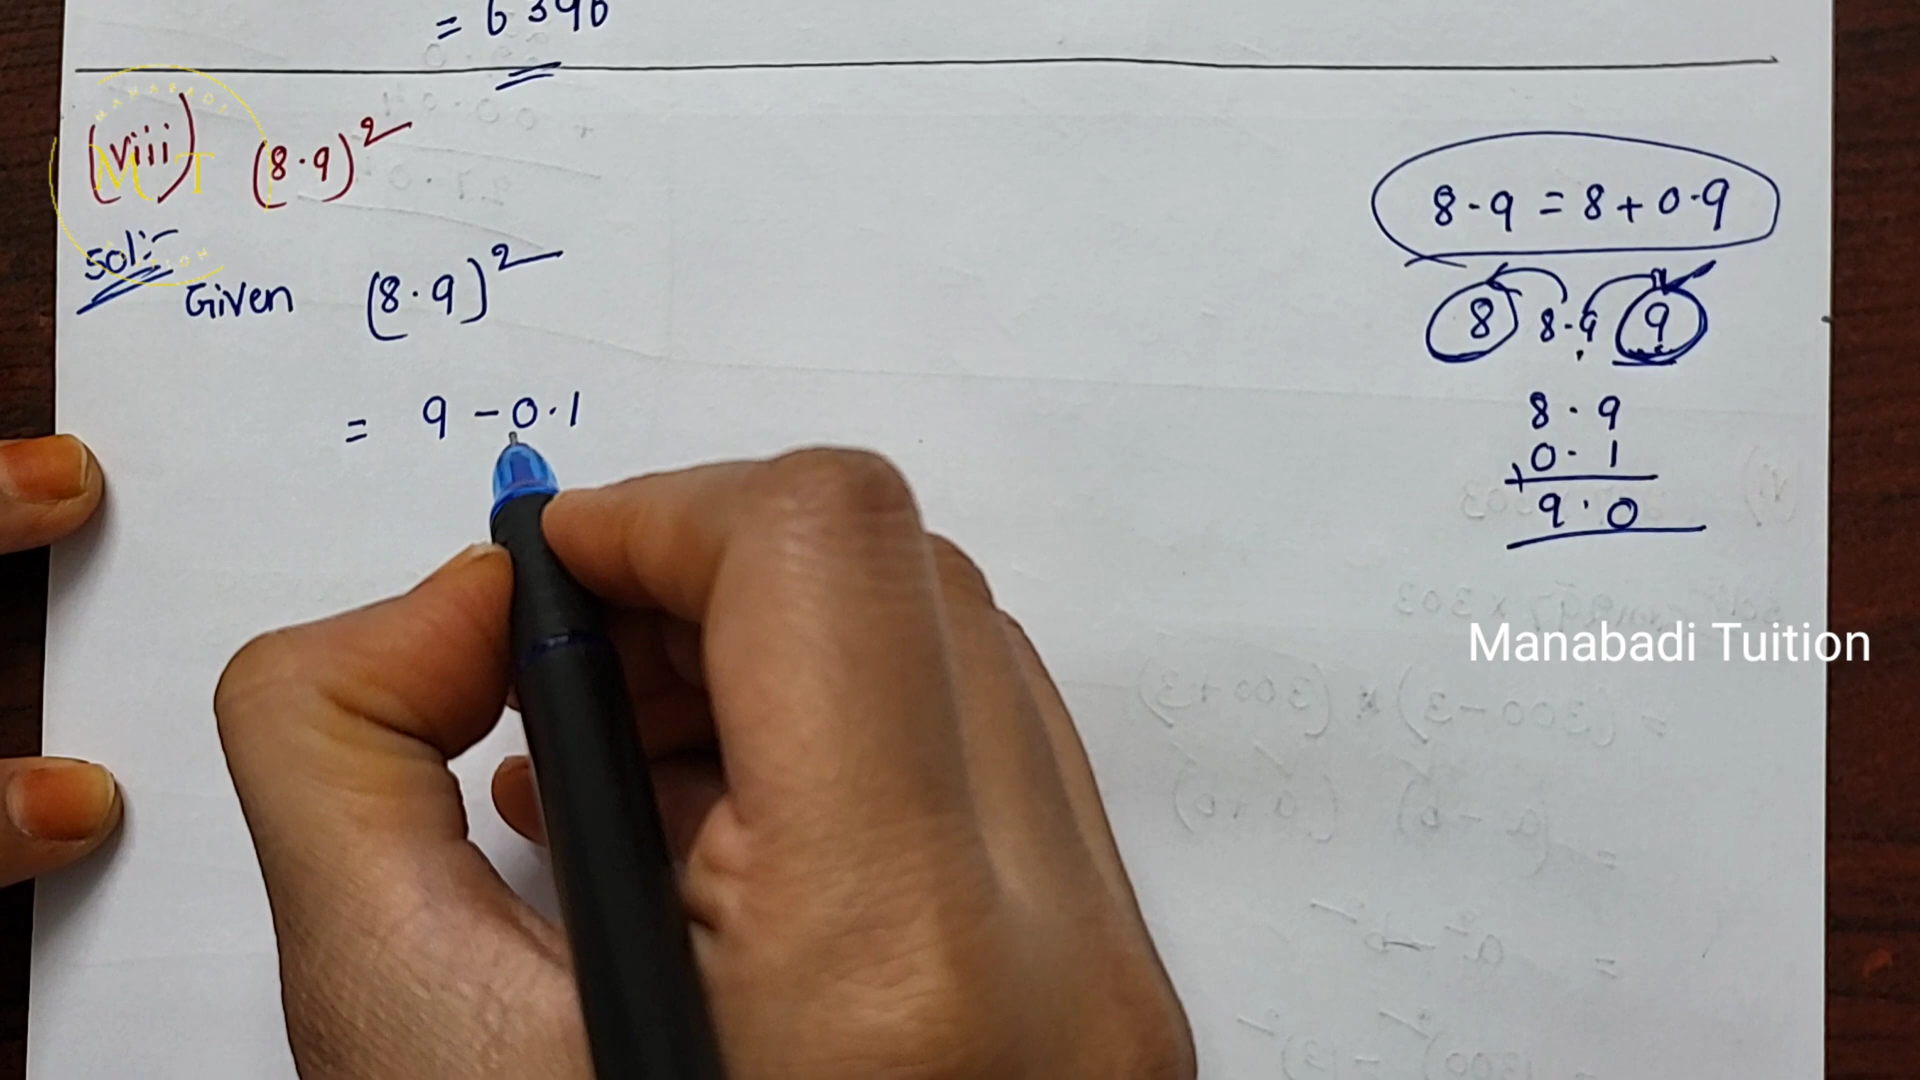 = 6396
(viii) (8.9)²
Sol:-
Given (8.9)²
= 9 - 0.1
8.9 = 8 + 0.9
8 8.9 9
8.9
+ 0.1
9.0
Manabadi Tuition
M T